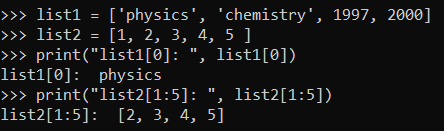 >>> list1 = ['physics', 'chemistry', 1997, 2000]
>>> list2 = [1, 2, 3, 4, 5 ]
>>> print("list1[0]: ", list1[0])
list1[0]:  physics
>>> print("list2[1:5]: ", list2[1:5])
list2[1:5]:  [2, 3, 4, 5]